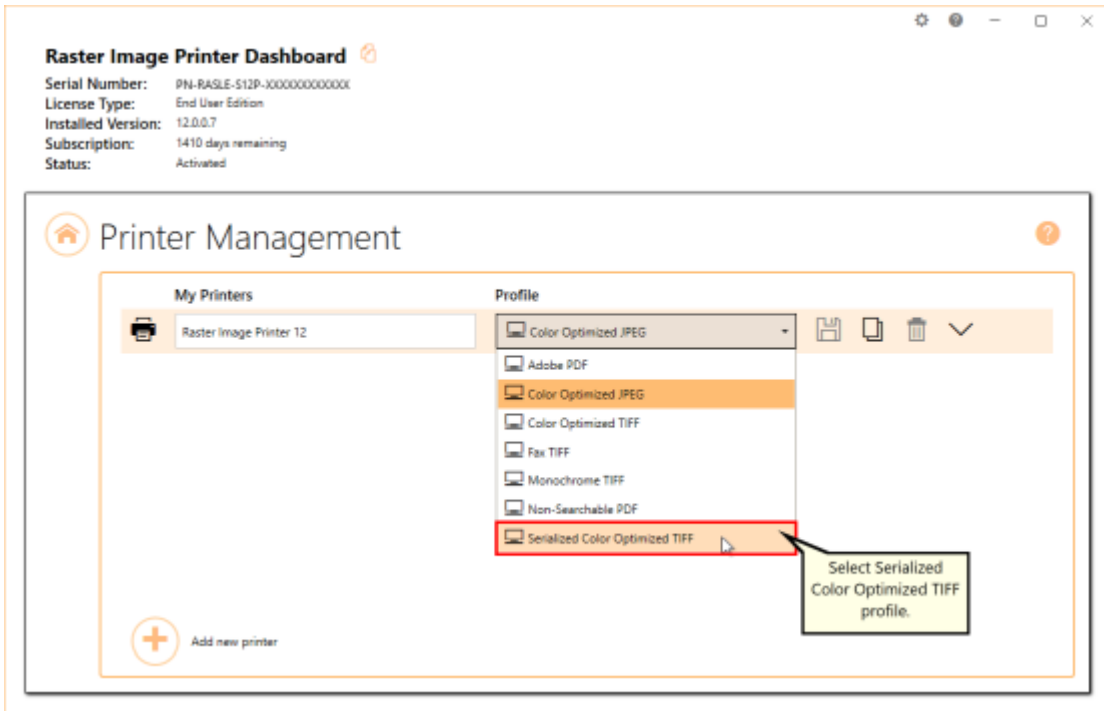 Raster Image Printer Dashboard
Serial Number: PN-RASLE-S12P-XXXXXXXXXXXX
License Type: End User Edition
Installed Version: 12.0.0.7
Subscription: 1410 days remaining
Status: Activated
Printer Management
?
My Printers Profile
Raster Image Printer 12 Color Optimized JPEG
Adobe PDF
Color Optimized JPEG
Color Optimized TIFF
Fax TIFF
Monochrome TIFF
Non-Searchable PDF
Serialized Color Optimized TIFF
Select Serialized
Color Optimized TIFF
profile.
Add new printer